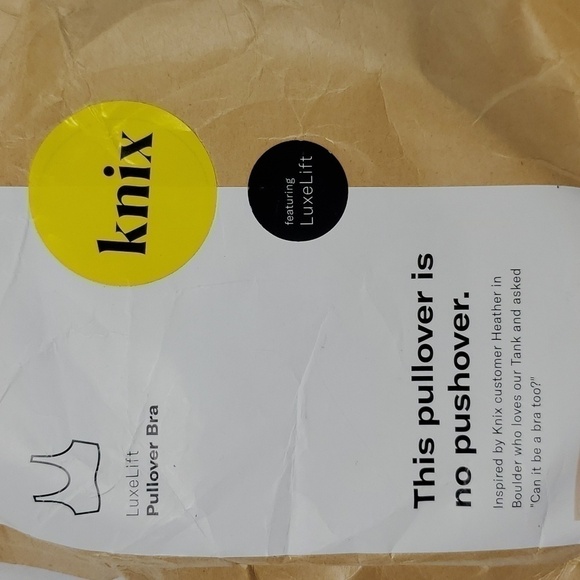 knix
featuring
LuxeLift
LuxeLift
Pullover Bra
This pullover is
no pushover.
Inspired by Knix customer Heather in
Boulder who loves our Tank and asked
"Can it be a bra too?"